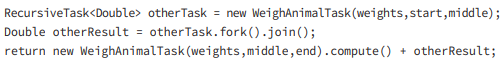 RecursiveTask<Double> otherTask = new WeighAnimalTask(weights,start,middle);
Double otherResult = otherTask.fork().join();
return new WeighAnimalTask(weights,middle,end).compute() + otherResult;